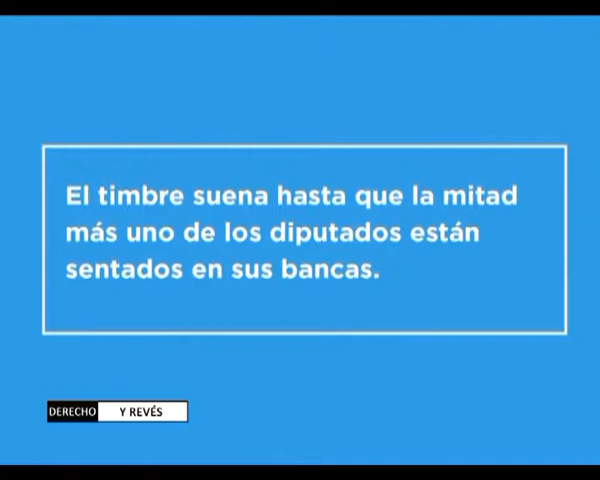 El timbre suena hasta que la mitad
más uno de los diputados están
sentados en sus bancas.
DERECHO Y REVÉS